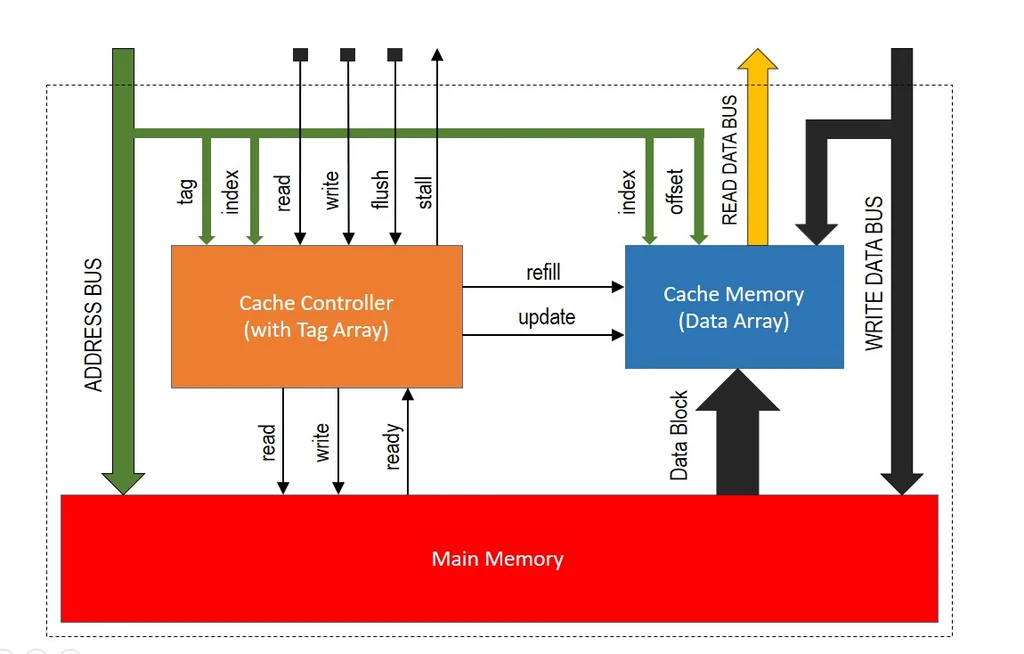 tag
index
read
write
flush
stall
index
offset
READ DATA BUS
ADDRESS BUS
WRITE DATA BUS
Cache Controller
(with Tag Array)
refill
update
Cache Memory
(Data Array)
read
write
ready
Data Block
Main Memory